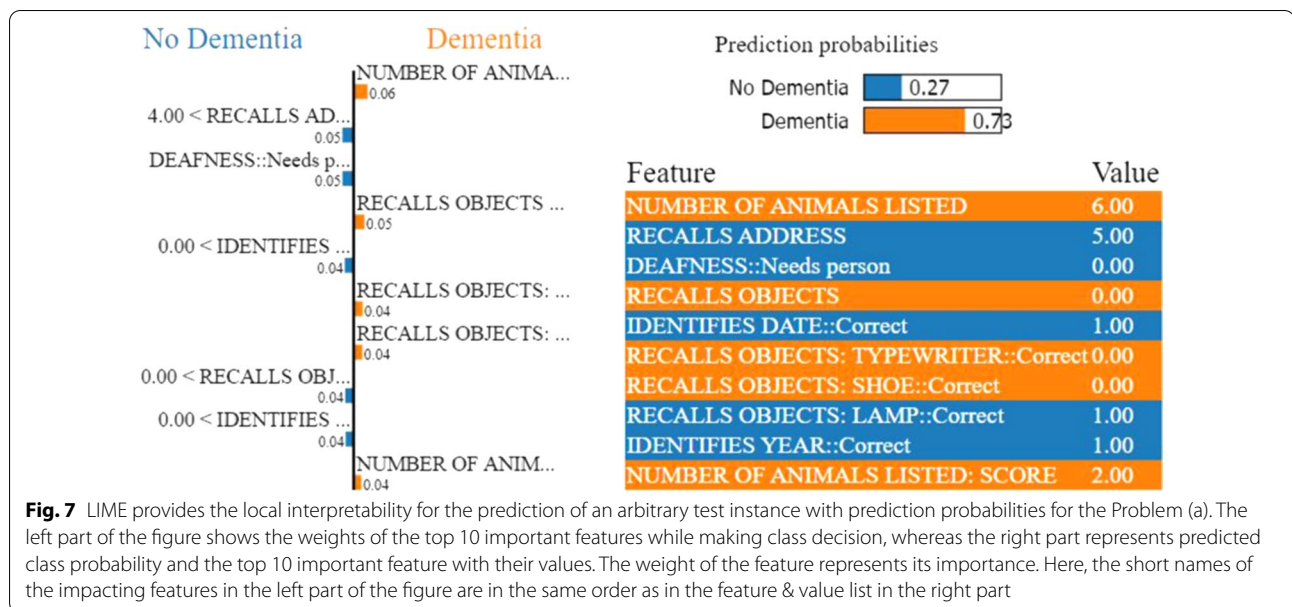 No Dementia
Dementia
NUMBER OF ANIMA...
0.06
4.00 < RECALLS AD...
0.05
DEAFNESS::Needs p...
0.05
RECALLS OBJECTS ...
0.05
0.00 < IDENTIFIES ...
0.04
RECALLS OBJECTS: ...
0.04
RECALLS OBJECTS: ...
0.04
0.00 < RECALLS OBJ...
0.04
0.00 < IDENTIFIES ...
0.04
NUMBER OF ANIM...
0.04
Prediction probabilities
No Dementia 0.27
Dementia 0.73
Feature Value
NUMBER OF ANIMALS LISTED 6.00
RECALLS ADDRESS 5.00
DEAFNESS::Needs person 0.00
RECALLS OBJECTS 0.00
IDENTIFIES DATE::Correct 1.00
RECALLS OBJECTS: TYPEWRITER::Correct 0.00
RECALLS OBJECTS: SHOE::Correct 0.00
RECALLS OBJECTS: LAMP::Correct 1.00
IDENTIFIES YEAR::Correct 1.00
NUMBER OF ANIMALS LISTED: SCORE 2.00
Fig. 7 LIME provides the local interpretability for the prediction of an arbitrary test instance with prediction probabilities for the Problem (a). The
left part of the figure shows the weights of the top 10 important features while making class decision, whereas the right part represents predicted
class probability and the top 10 important feature with their values. The weight of the feature represents its importance. Here, the short names of
the impacting features in the left part of the figure are in the same order as in the feature & value list in the right part